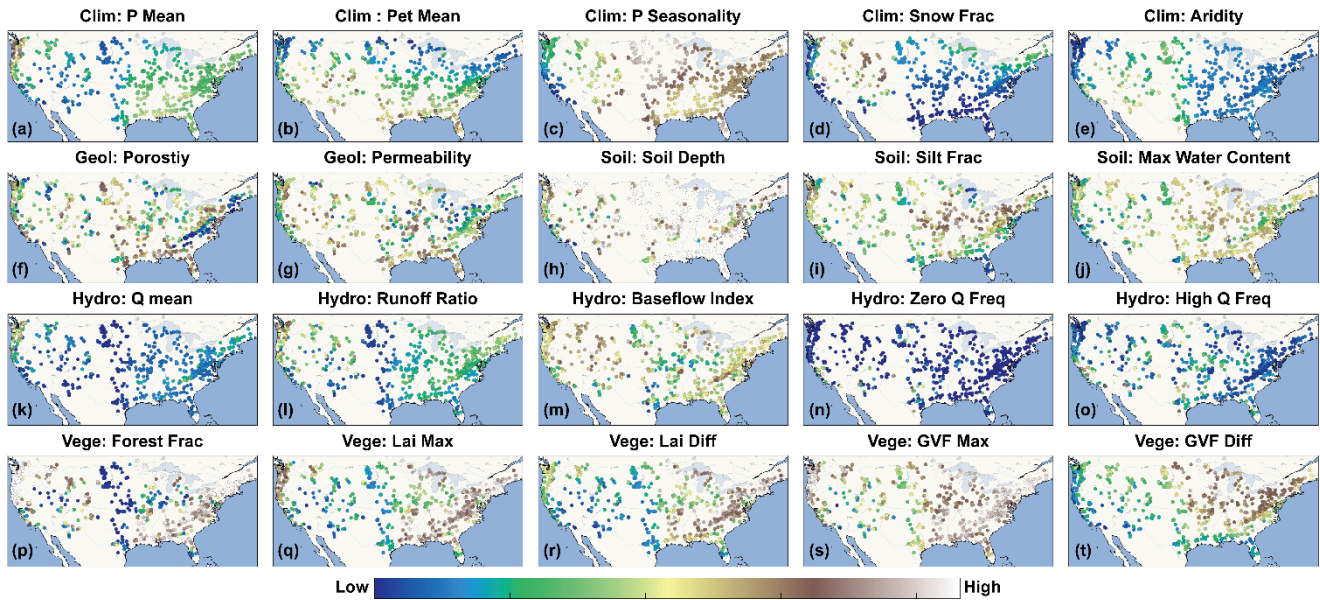 Clim: P Mean
Clim : Pet Mean
Clim: P Seasonality
Clim: Snow Frac
Clim: Aridity
(a)
(b)
(c)
(d)
(e)
Geol: Porostiy
Geol: Permeability
Soil: Soil Depth
Soil: Silt Frac
Soil: Max Water Content
(f)
(g)
(h)
(i)
(j)
Hydro: Q mean
Hydro: Runoff Ratio
Hydro: Baseflow Index
Hydro: Zero Q Freq
Hydro: High Q Freq
(k)
(l)
(m)
(n)
(o)
Vege: Forest Frac
Vege: Lai Max
Vege: Lai Diff
Vege: GVF Max
Vege: GVF Diff
(p)
(q)
(r)
(s)
(t)
Low
High